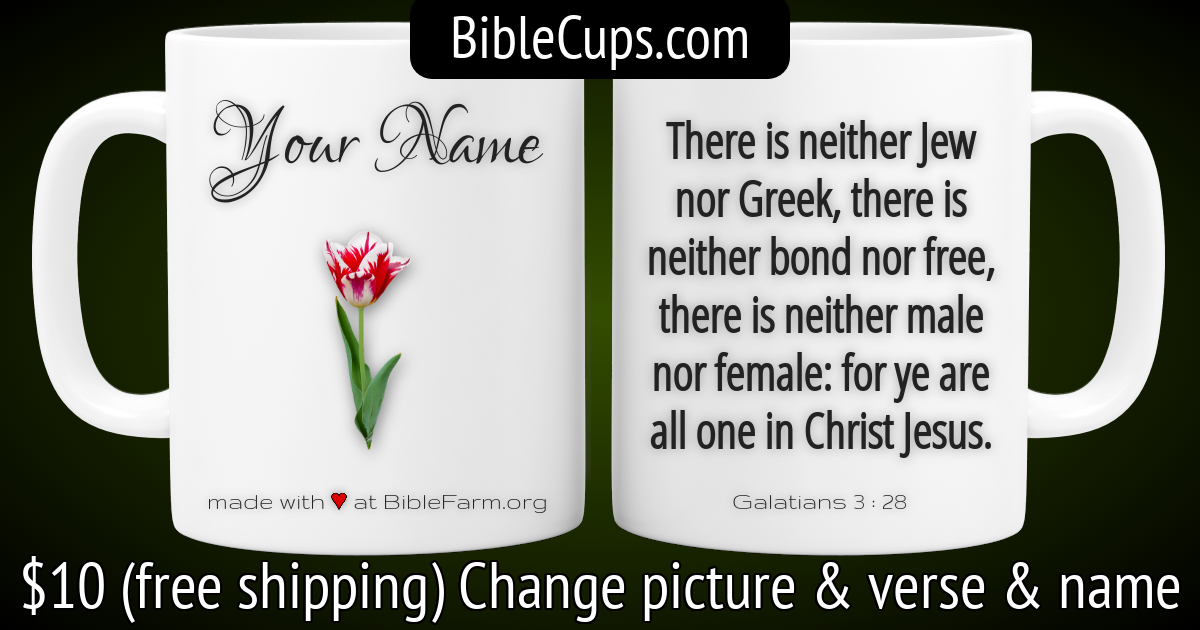 BibleCups.com
Your Name
made with ❤ at BibleFarm.org
There is neither Jew
nor Greek, there is
neither bond nor free,
there is neither male
nor female: for ye are
all one in Christ Jesus.
Galatians 3 : 28
$10 (free shipping) Change picture & verse & name